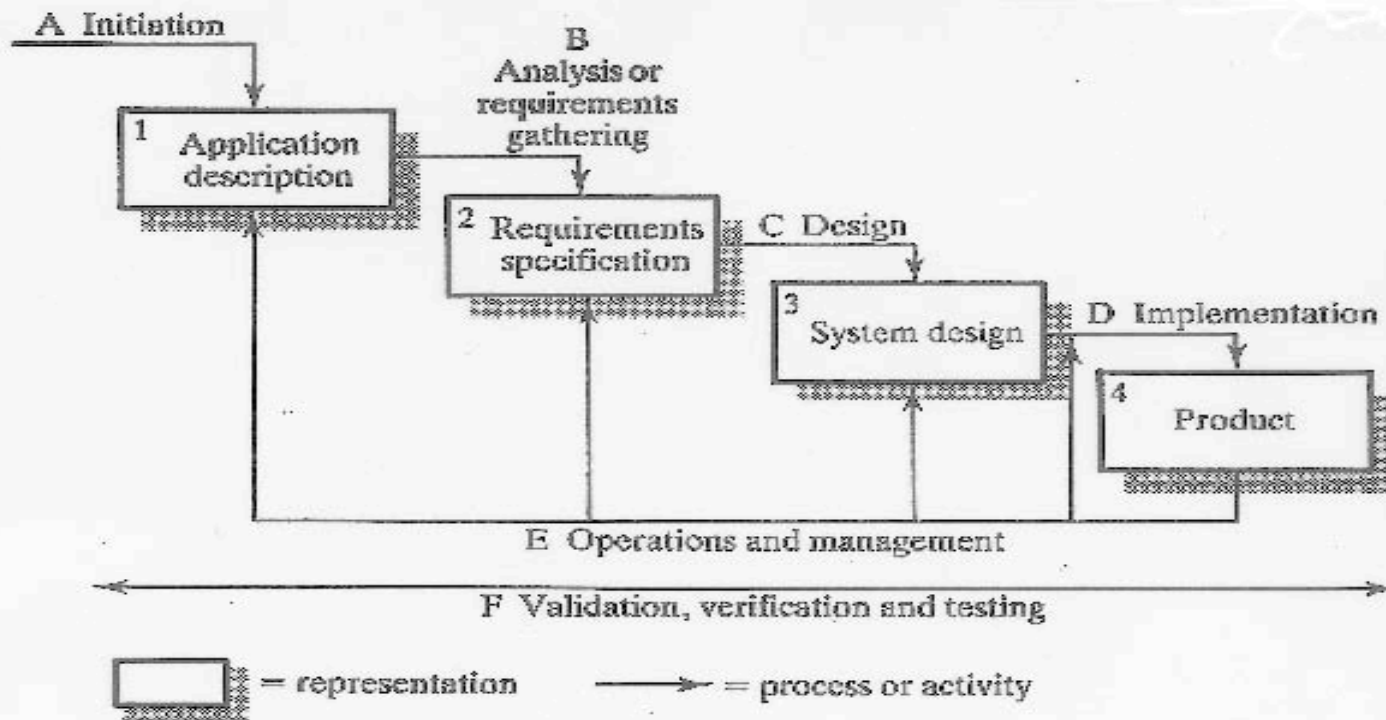 A Initiation
B
Analysis or
requirements
gathering
1
Application
description
2 Requirements
specification
C Design
3
System design
D Implementation
4
Product
E Operations and management
F Validation, verification and testing
= representation
= process or activity